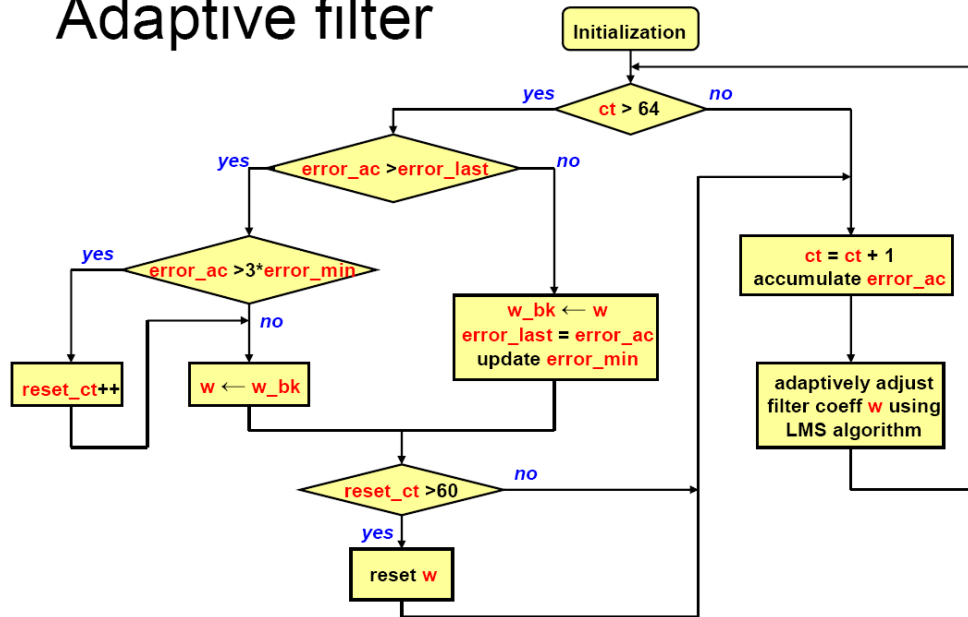 Adaptive filter
Initialization
yes
ct > 64
no
yes
error_ac >error_last
no
yes
error_ac >3*error_min
no
ct = ct + 1
accumulate error_ac
w_bk ← w
error_last = error_ac
update error_min
reset_ct++
w ← w_bk
adaptively adjust
filter coeff w using
LMS algorithm
reset_ct >60
no
yes
reset w